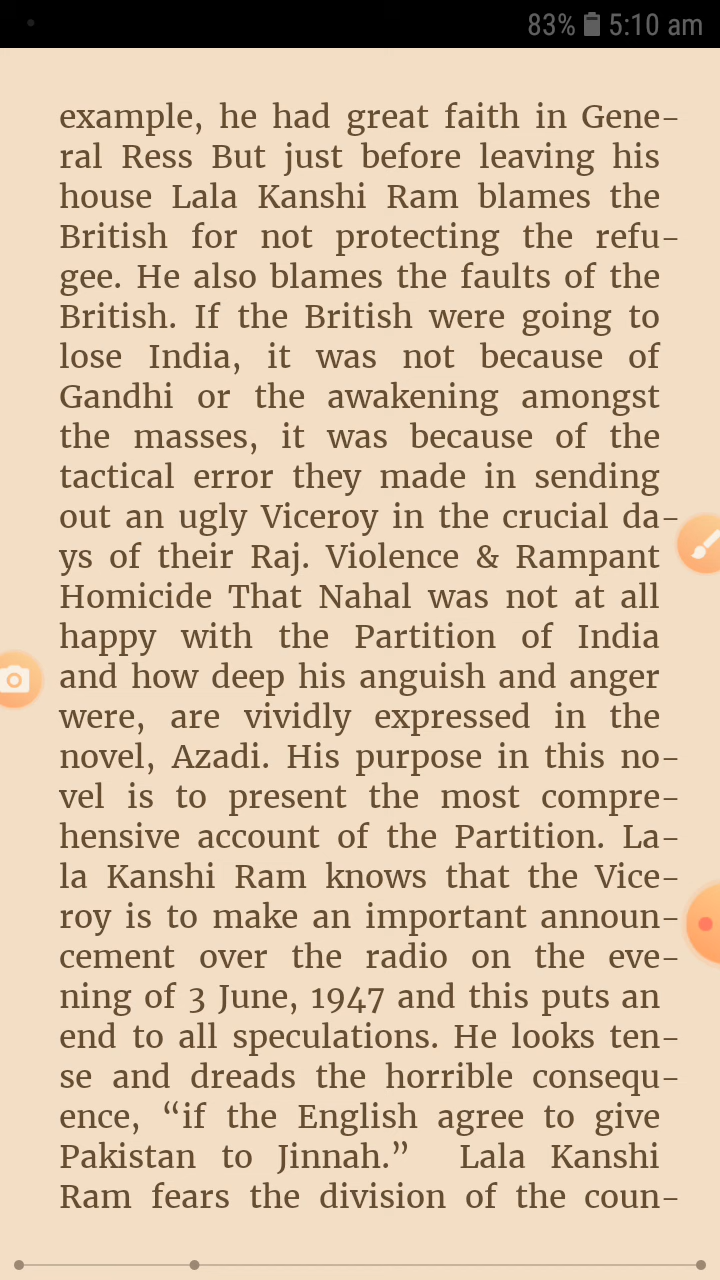 83% 5:10 am
example, he had great faith in Gene-
ral Ress But just before leaving his
house Lala Kanshi Ram blames the
British for not protecting the refu-
gee. He also blames the faults of the
British. If the British were going to
lose India, it was not because of
Gandhi or the awakening amongst
the masses, it was because of the
tactical error they made in sending
out an ugly Viceroy in the crucial da-
ys of their Raj. Violence & Rampant
Homicide That Nahal was not at all
happy with the Partition of India
and how deep his anguish and anger
were, are vividly expressed in the
novel, Azadi. His purpose in this no-
vel is to present the most compre-
hensive account of the Partition. La-
la Kanshi Ram knows that the Vice-
roy is to make an important announ-
cement over the radio on the eve-
ning of 3 June, 1947 and this puts an
end to all speculations. He looks ten-
se and dreads the horrible consequ-
ence, “if the English agree to give
Pakistan to Jinnah.” Lala Kanshi
Ram fears the division of the coun-